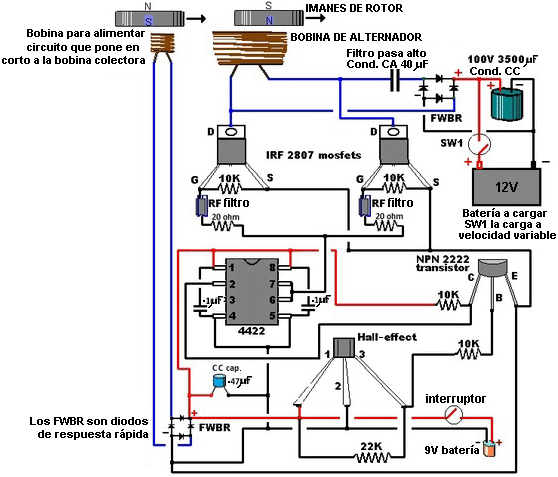 N
S
N
S
IMANES DE ROTOR
Bobina para alimentar
circuito que pone en
corto a la bobina colectora
BOBINA DE ALTERNADOR
Filtro pasa alto
Cond. CA 40µF
100V 3500µF
Cond. CC
+
-
+
-
FWBR
SW1
+
-
12V
Batería a cargar
SW1 la carga a
velocidad variable
D
D
IRF 2807 mosfets
G
10K
S
G
10K
S
RF filtro
RF filtro
20 ohm
20 ohm
NPN 2222
transistor
C
E
B
1
8
2
7
3
6
4
5
.1µF
.1µF
4422
10K
10K
Hall-effect
1
3
2
CC cap.
.47µF
interruptor
Los FWBR son diodos
de respuesta rápida
+
-
FWBR
22K
+
-
9V batería